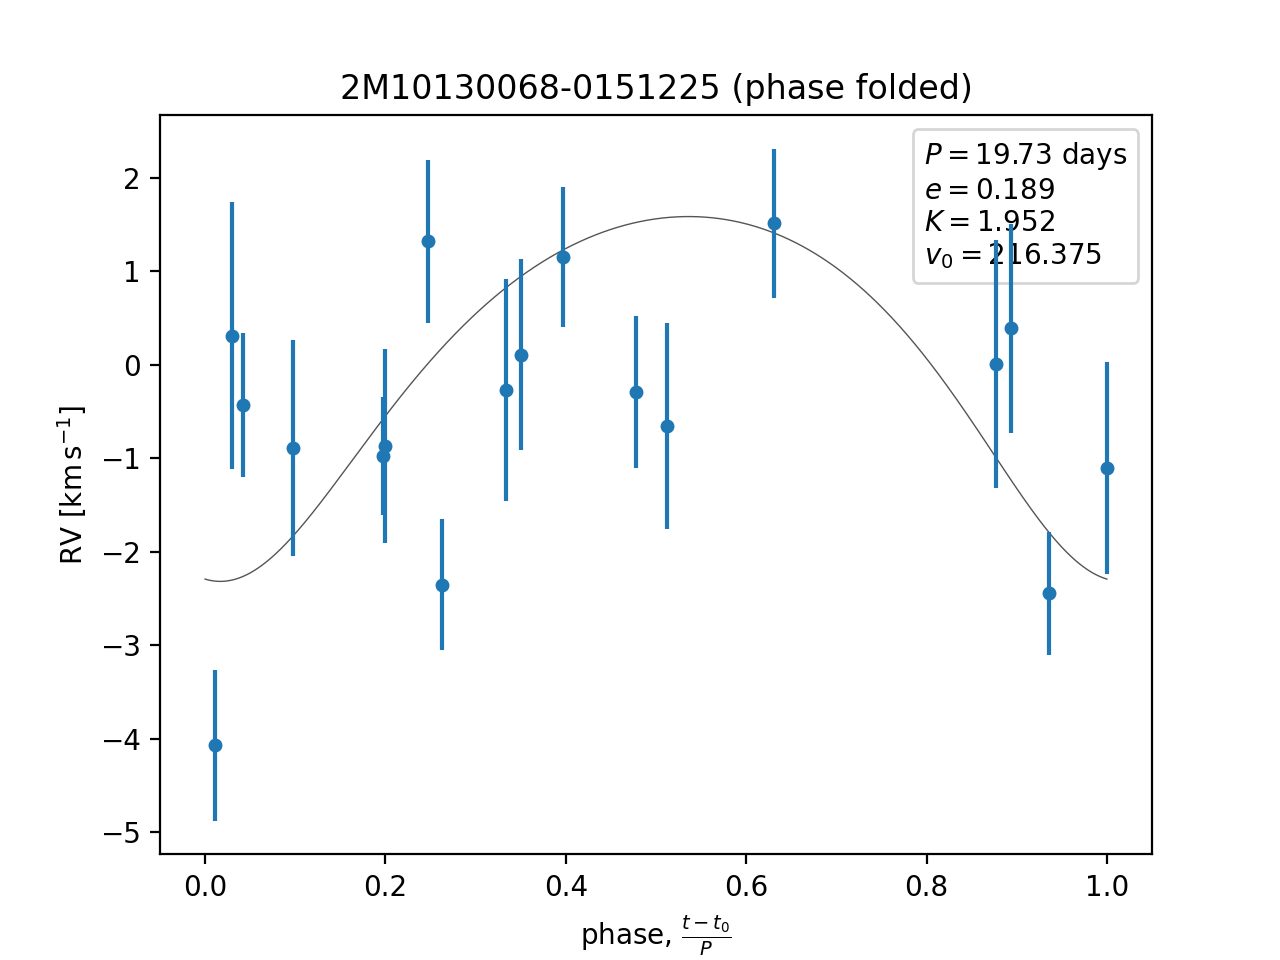 2M10130068-0151225 (phase folded)
P = 19.73 days
e = 0.189
K = 1.952
v₀ = 216.375
2
1
0
−1
−2
−3
−4
−5
RV [km s⁻¹]
0.0 0.2 0.4 0.6 0.8 1.0
phase, (t − t₀)/P